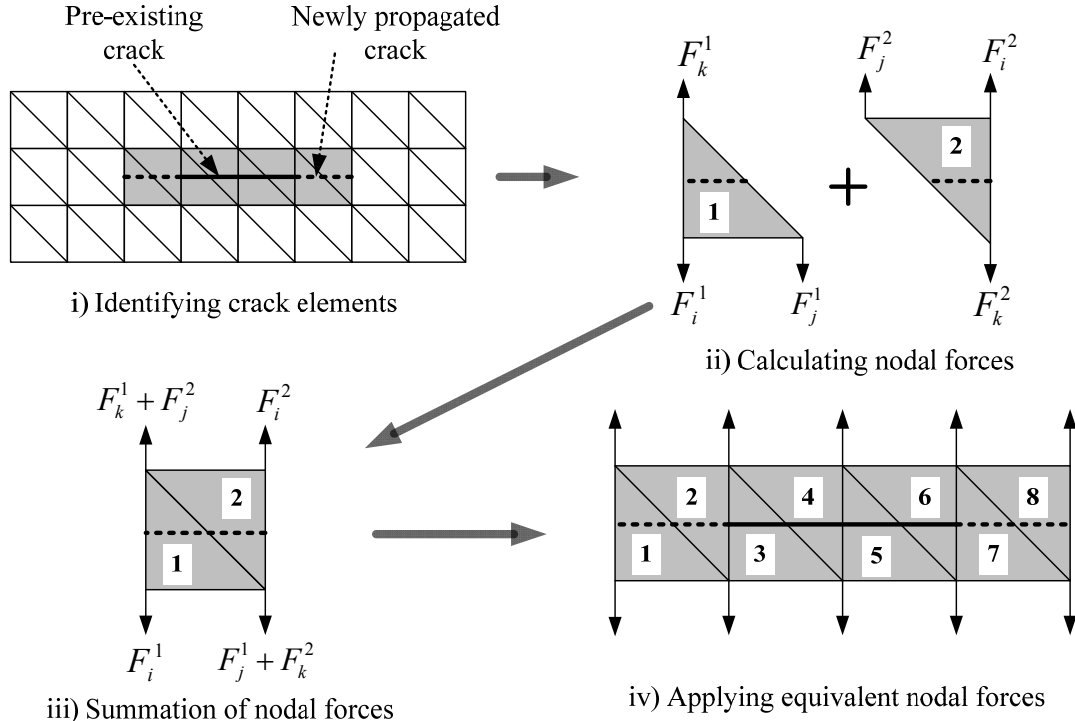 Pre-existing
crack
Newly propagated
crack
i) Identifying crack elements
F_k^1
F_j^2
F_i^2
1
2
+
F_i^1
F_j^1
F_k^2
ii) Calculating nodal forces
F_k^1 + F_j^2
F_i^2
2
1
F_i^1
F_j^1 + F_k^2
iii) Summation of nodal forces
2
4
6
8
1
3
5
7
iv) Applying equivalent nodal forces